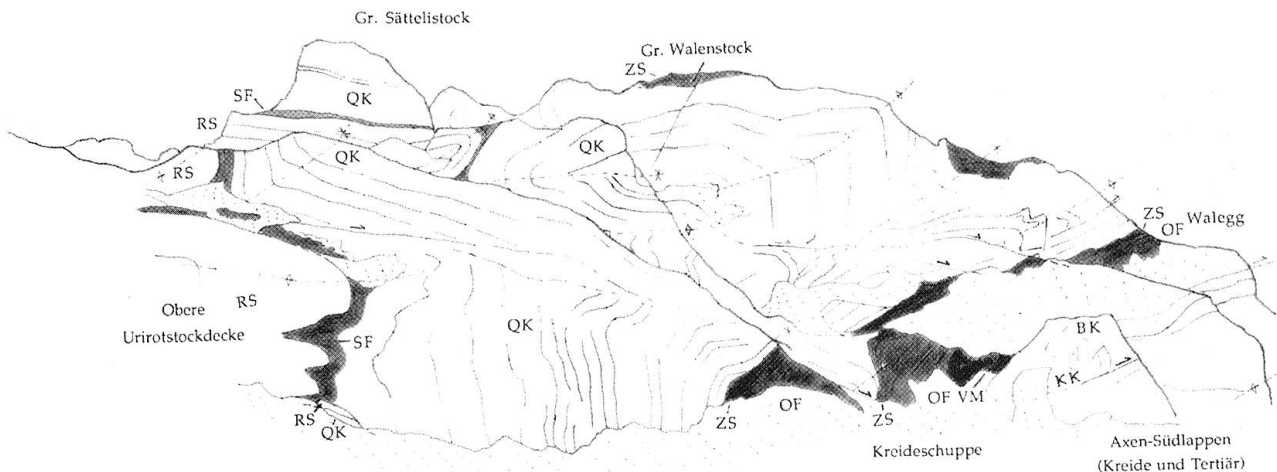 Gr. Sättelistock
Gr. Walenstock
ZS
SF
QK
RS
QK
QK
RS
ZS
OF Walegg
RS
Obere
Urirotstockdecke
SF
QK
BK
KK
RS
QK
ZS
OF
ZS
OF VM
Kreideschuppe
Axen-Südlappen
(Kreide und Tertiär)